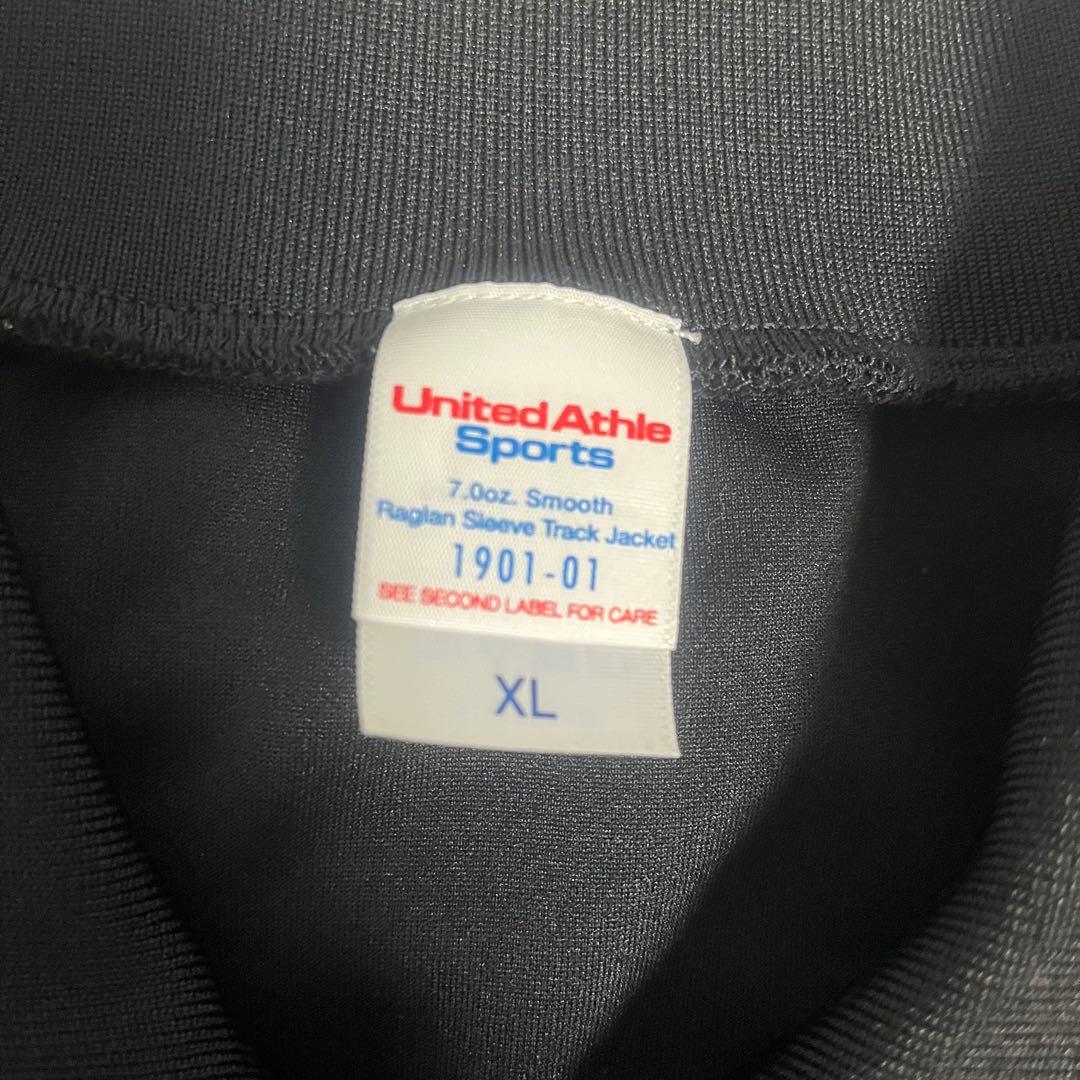 United Athle
Sports
7.0oz. Smooth
Raglan Sleeve Track Jacket
1901-01
SEE SECOND LABEL FOR CARE
XL